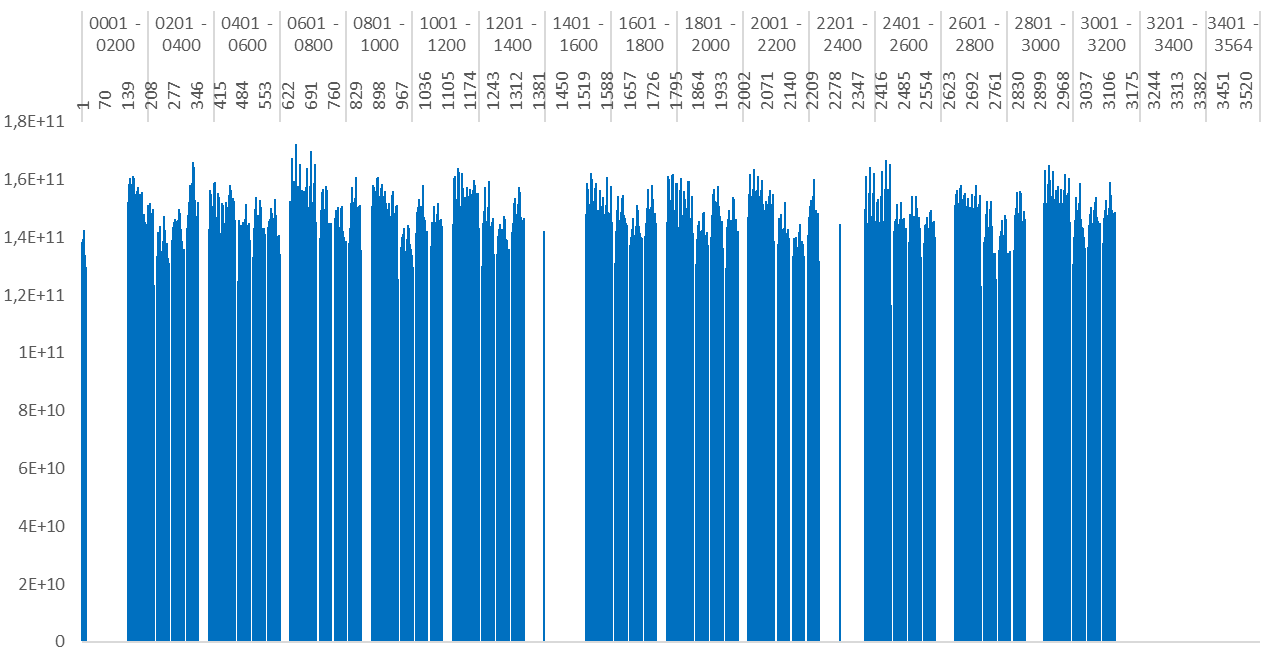 0001 - 0201 - 0401 - 0601 - 0801 - 1001 - 1201 - 1401 - 1601 - 1801 - 2001 - 2201 - 2401 - 2601 - 2801 - 3001 - 3201 - 3401 -
0200 0400 0600 0800 1000 1200 1400 1600 1800 2000 2200 2400 2600 2800 3000 3200 3400 3564
1 70 139 208 277 346 415 484 553 622 691 760 829 898 967 1036 1105 1174 1243 1312 1381 1450 1519 1588 1657 1726 1795 1864 1933 2002 2071 2140 2209 2278 2347 2416 2485 2554 2623 2692 2761 2830 2899 2968 3037 3106 3175 3244 3313 3382 3451 3520
1,8E+11
1,6E+11
1,4E+11
1,2E+11
1E+11
8E+10
6E+10
4E+10
2E+10
0